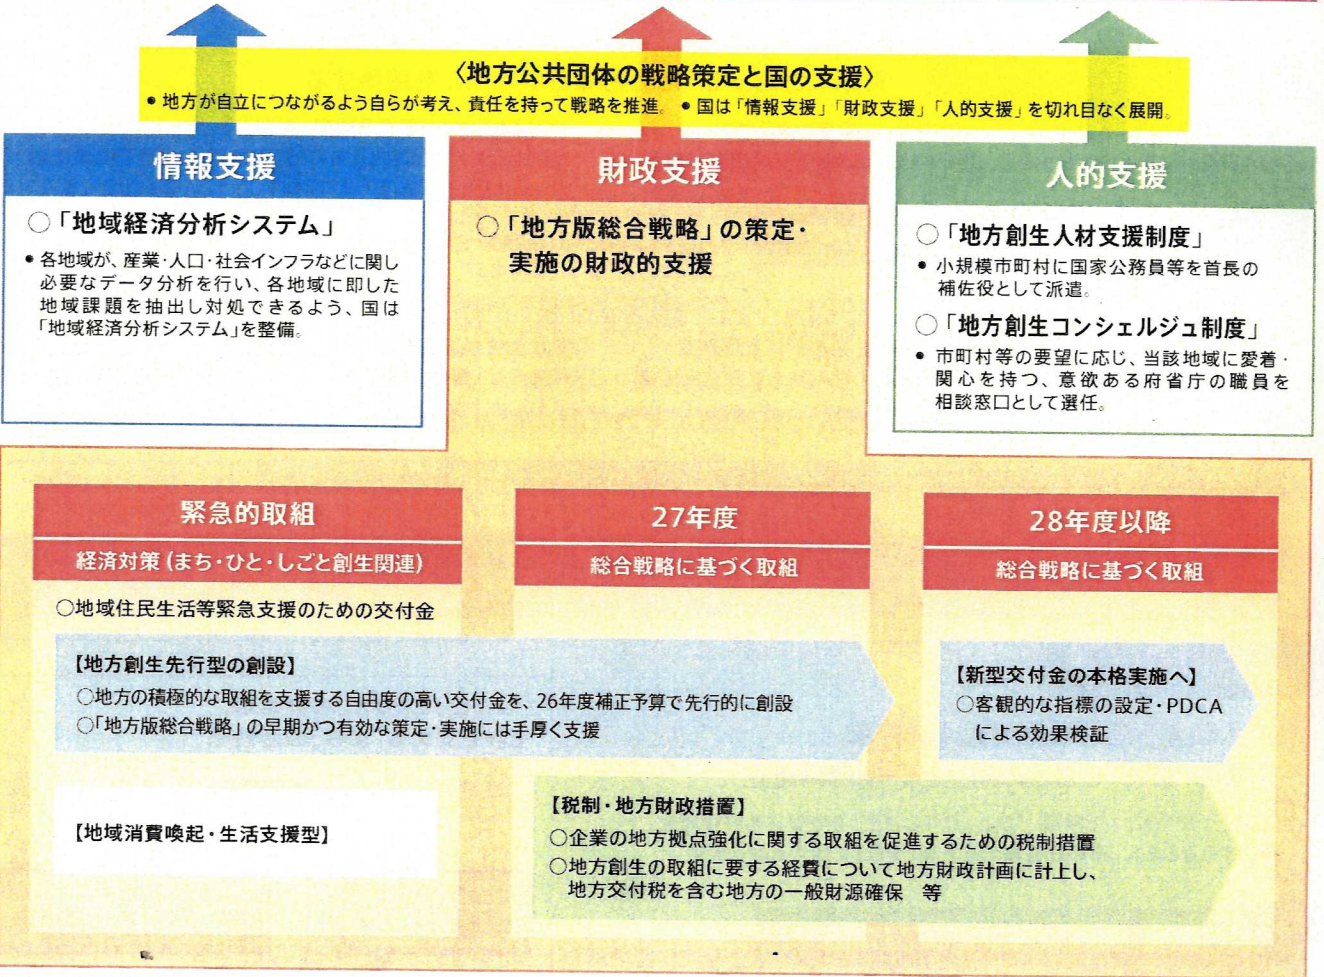 〈地方公共団体の戦略策定と国の支援〉
● 地方が自立につながるよう自らが考え、責任を持って戦略を推進。 ● 国は「情報支援」「財政支援」「人的支援」を切れ目なく展開。
情報支援
○「地域経済分析システム」
● 各地域が、産業・人口・社会インフラなどに関し
必要なデータ分析を行い、各地域に即した
地域課題を抽出し対処できるよう、国は
「地域経済分析システム」を整備。
財政支援
○「地方版総合戦略」の策定・
実施の財政的支援
人的支援
○「地方創生人材支援制度」
● 小規模市町村に国家公務員等を首長の
補佐役として派遣。
○「地方創生コンシェルジュ制度」
● 市町村等の要望に応じ、当該地域に愛着・
関心を持つ、意欲ある府省庁の職員を
相談窓口として選任。
緊急的取組
経済対策(まち・ひと・しごと創生関連)
○地域住民生活等緊急支援のための交付金
27年度
総合戦略に基づく取組
28年度以降
総合戦略に基づく取組
【地方創生先行型の創設】
○地方の積極的な取組を支援する自由度の高い交付金を、26年度補正予算で先行的に創設
○「地方版総合戦略」の早期かつ有効な策定・実施には手厚く支援
【新型交付金の本格実施へ】
○客観的な指標の設定・PDCA
による効果検証
【地域消費喚起・生活支援型】
【税制・地方財政措置】
○企業の地方拠点強化に関する取組を促進するための税制措置
○地方創生の取組に要する経費について地方財政計画に計上し、
地方交付税を含む地方の一般財源確保 等